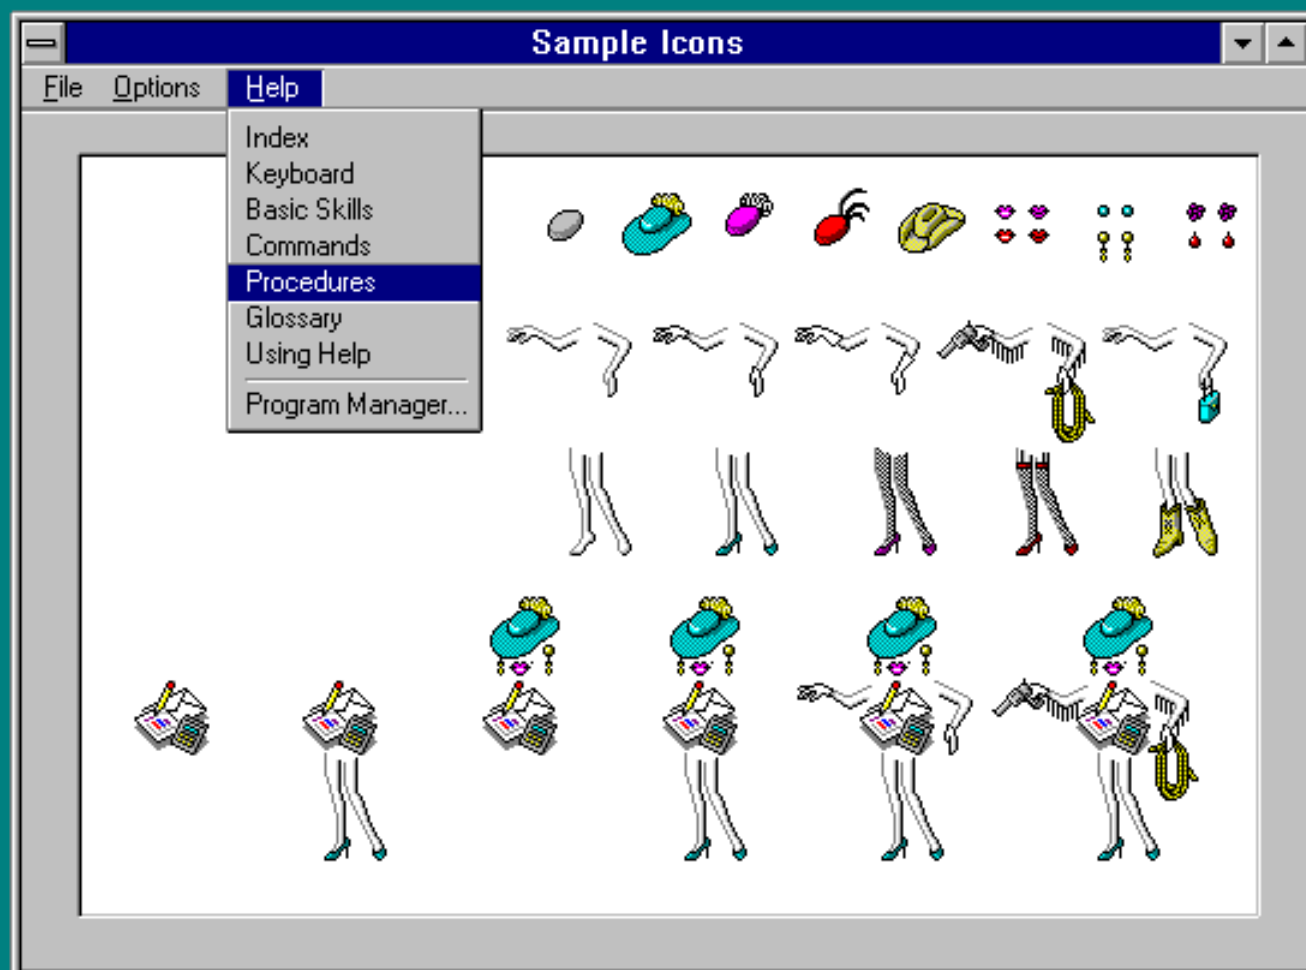 Sample Icons
File Options Help
Index
Keyboard
Basic Skills
Commands
Procedures
Glossary
Using Help
Program Manager...